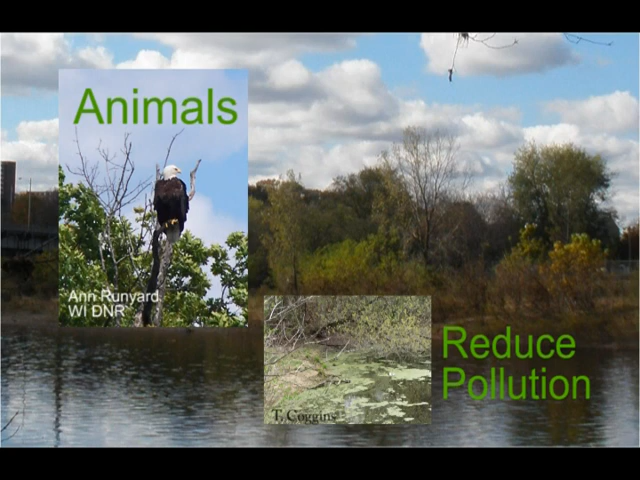 Animals
Ann Runyard
WI DNR
T. Coggins
Reduce
Pollution